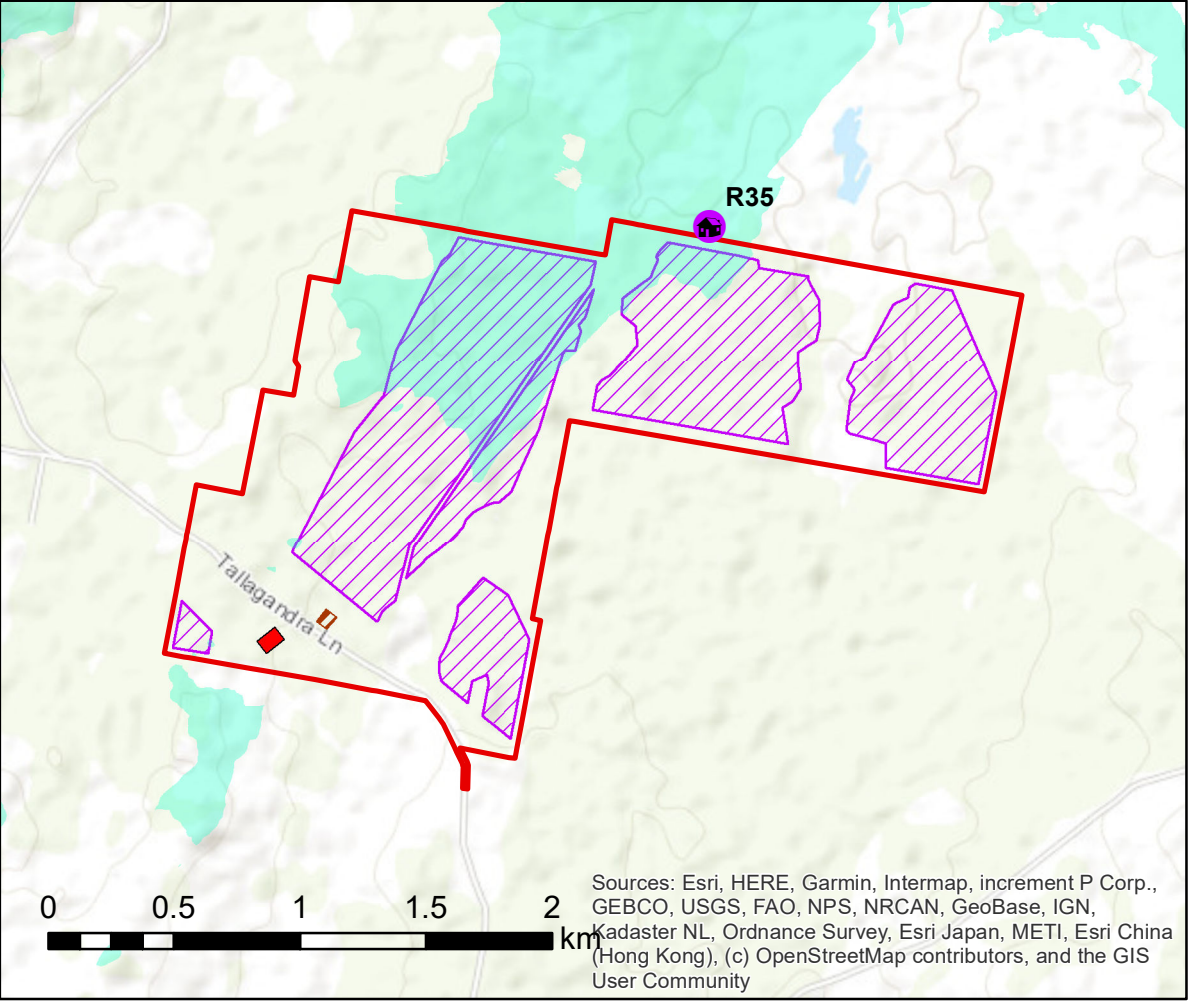 R35
Tallagandra Ln
0 0.5 1 1.5 2
km
Sources: Esri, HERE, Garmin, Intermap, increment P Corp.,
GEBCO, USGS, FAO, NPS, NRCAN, GeoBase, IGN,
Kadaster NL, Ordnance Survey, Esri Japan, METI, Esri China
(Hong Kong), (c) OpenStreetMap contributors, and the GIS
User Community